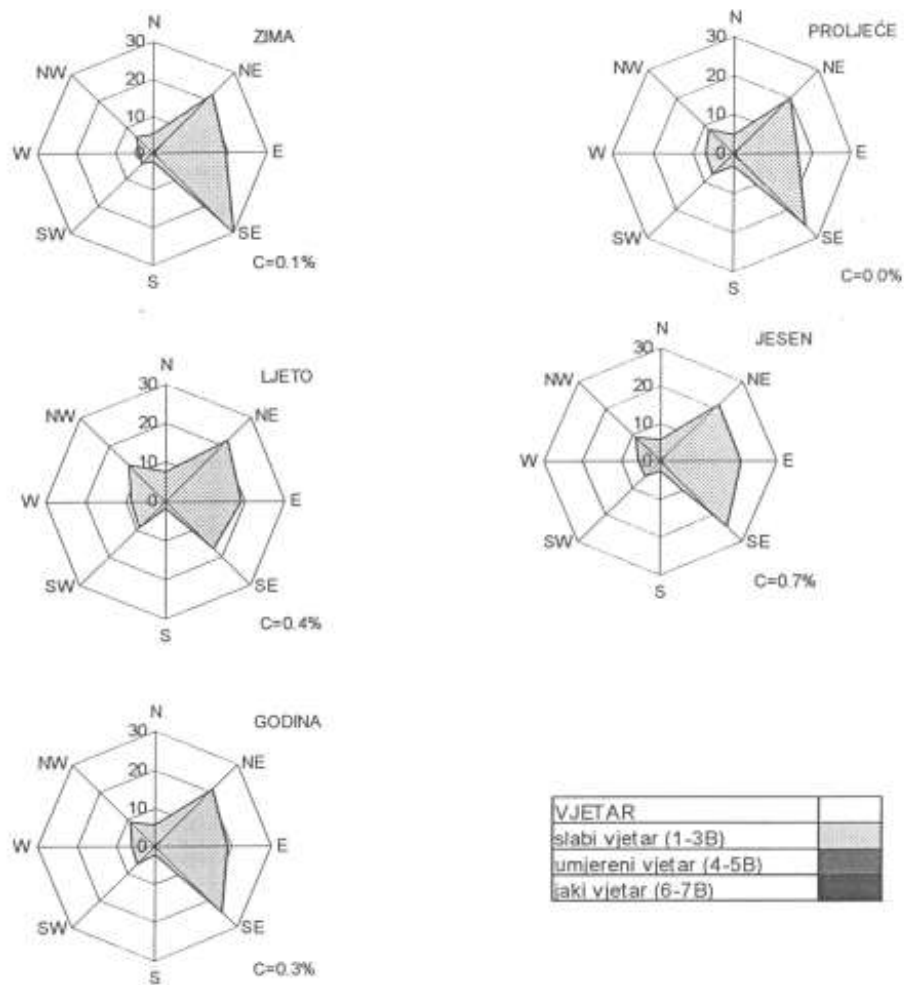 ZIMA
N
30
NW
NE
20
10
W
0
E
SW
SE
S
C=0.1%
PROLJEĆE
N
30
NW
NE
20
10
W
0
E
SW
SE
S
C=0.0%
LJETO
N
30
NW
NE
20
10
W
0
E
SW
SE
S
C=0.4%
JESEN
N
30
NW
NE
20
10
W
0
E
SW
SE
S
C=0.7%
GODINA
N
30
NW
NE
20
10
W
0
E
SW
SE
S
C=0.3%
VJETAR
slabi vjetar (1-3B)
umjereni vjetar (4-5B)
jaki vjetar (6-7B)